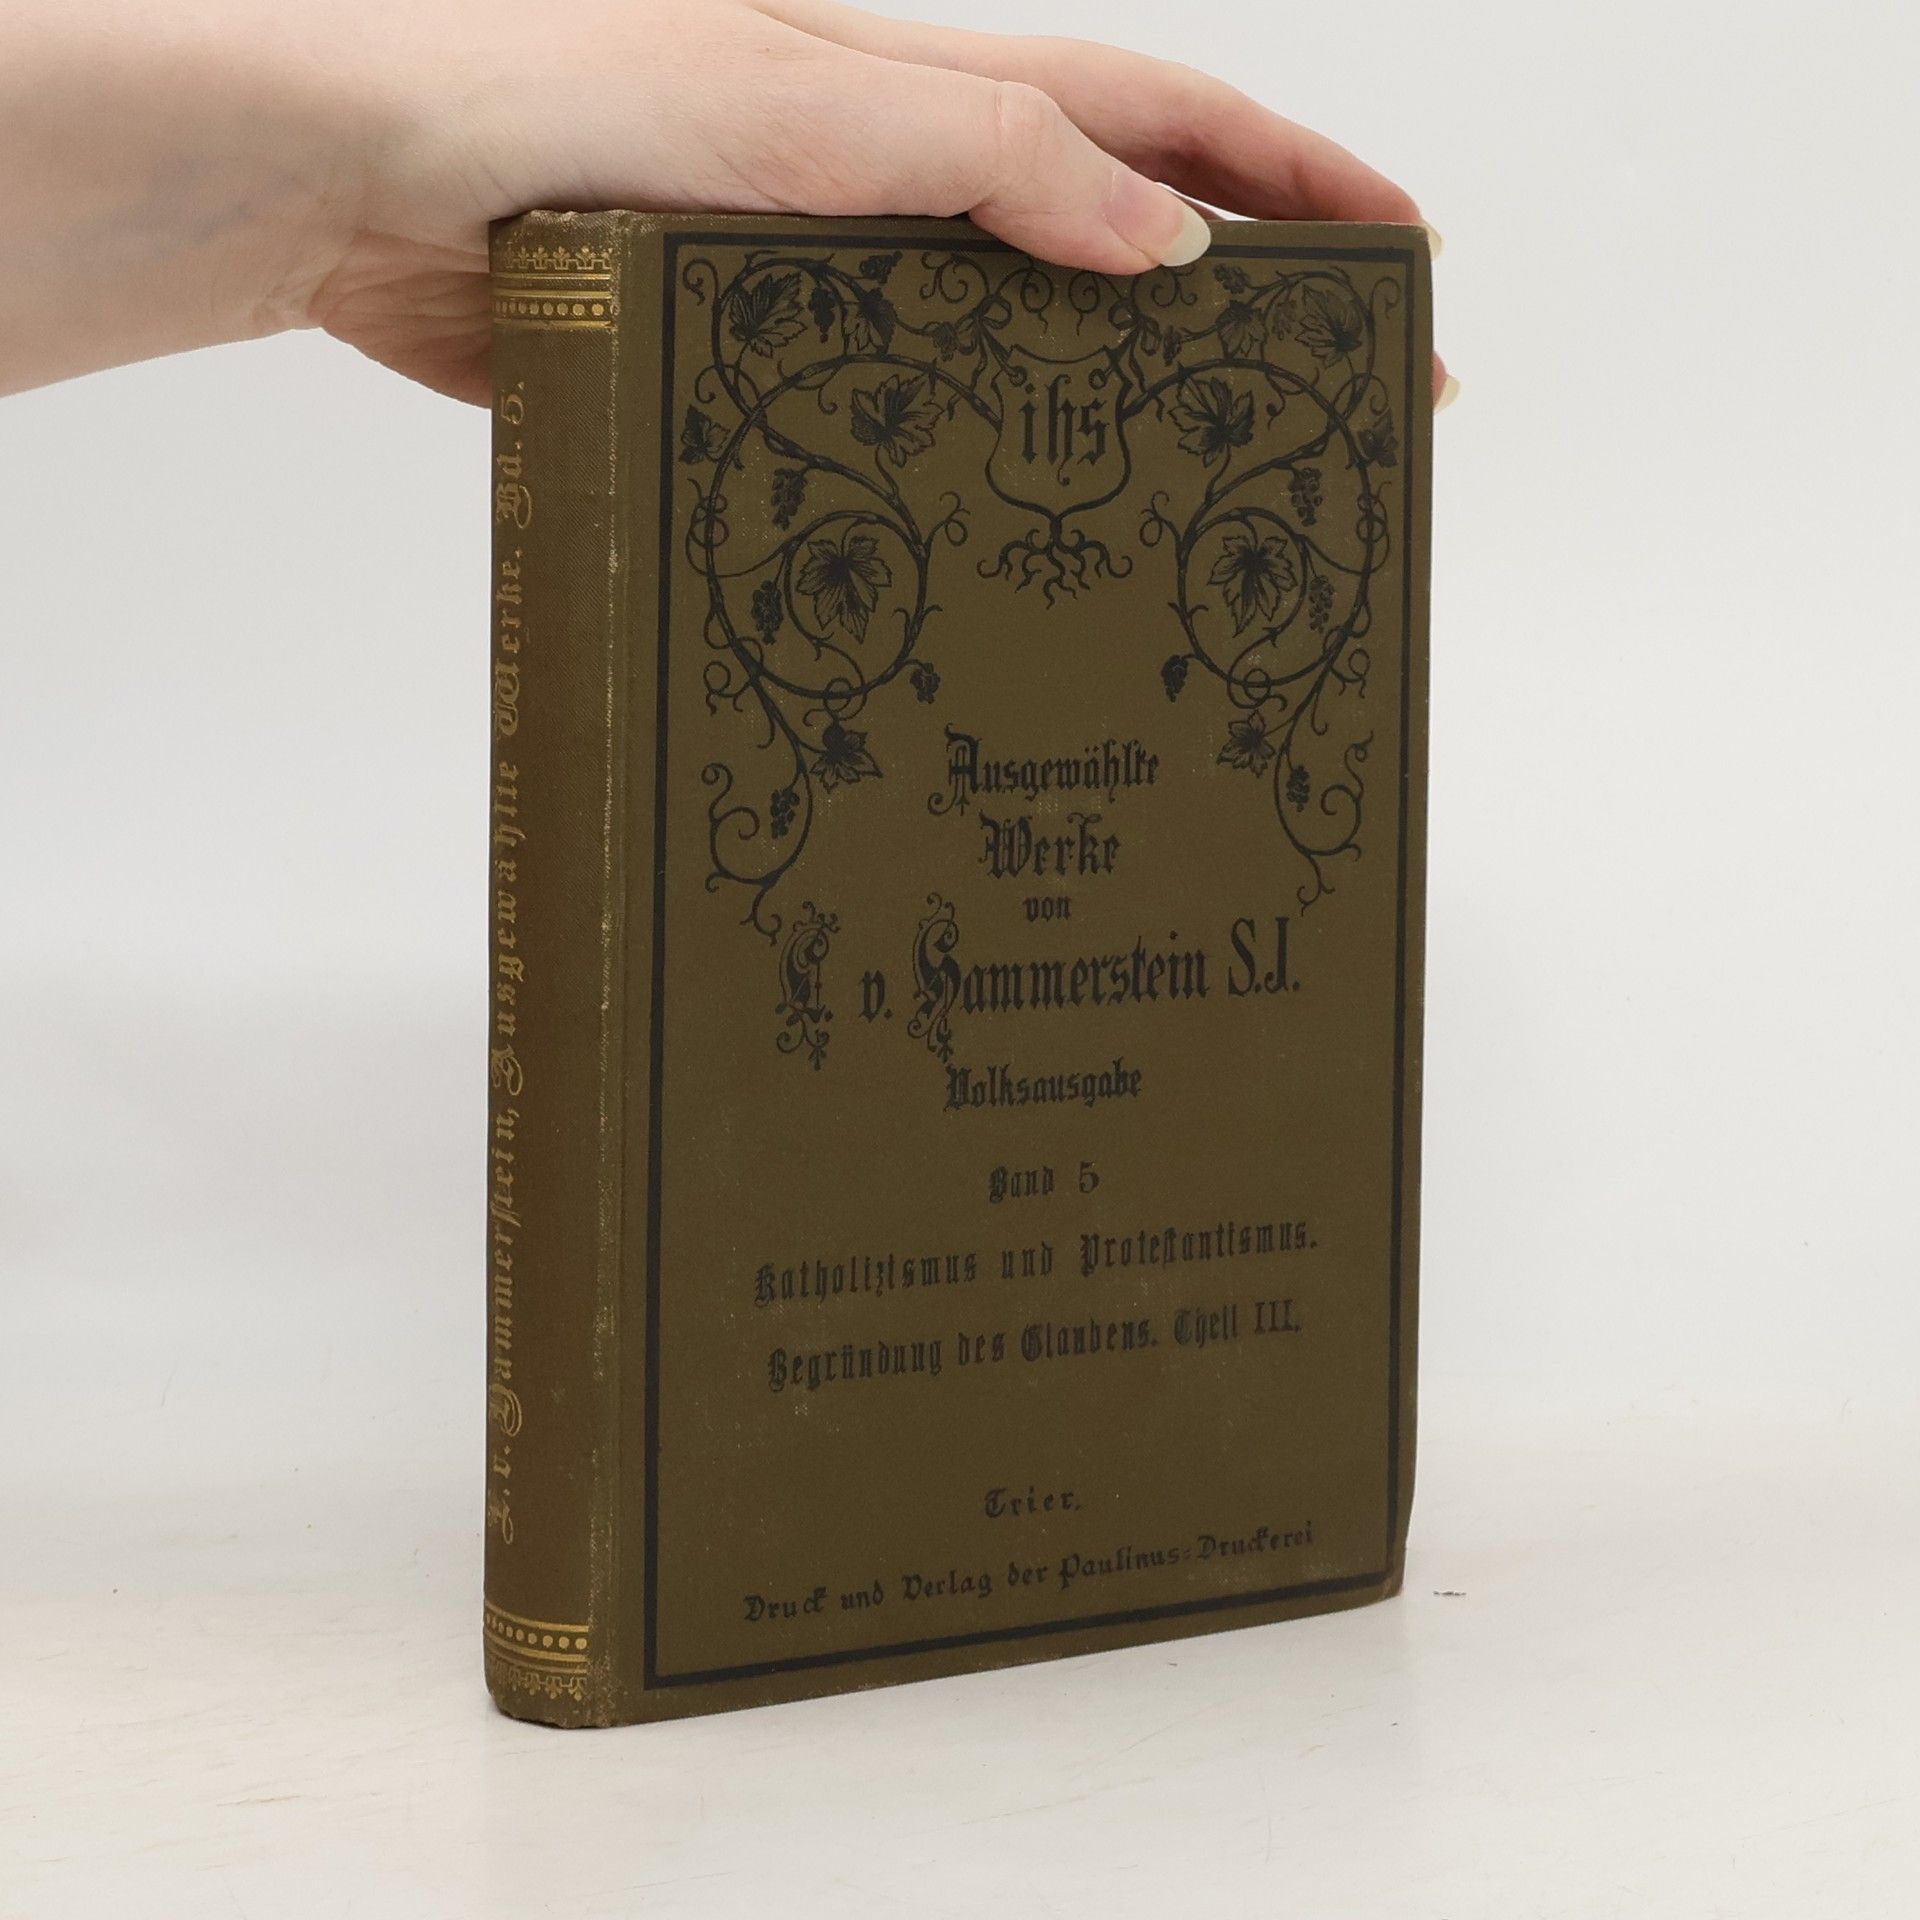 L. v. Hammerstein, Ausgewählte Werke. Bd. 5.
ihs
Ausgewählte
Werke
von
L. v. Hammerstein S.J.
Volksausgabe
Band 5
Katholizismus und Protestantismus.
Begründung des Glaubens. Theil III.
Trier.
Druck und Verlag der Paulinus-Druckerei